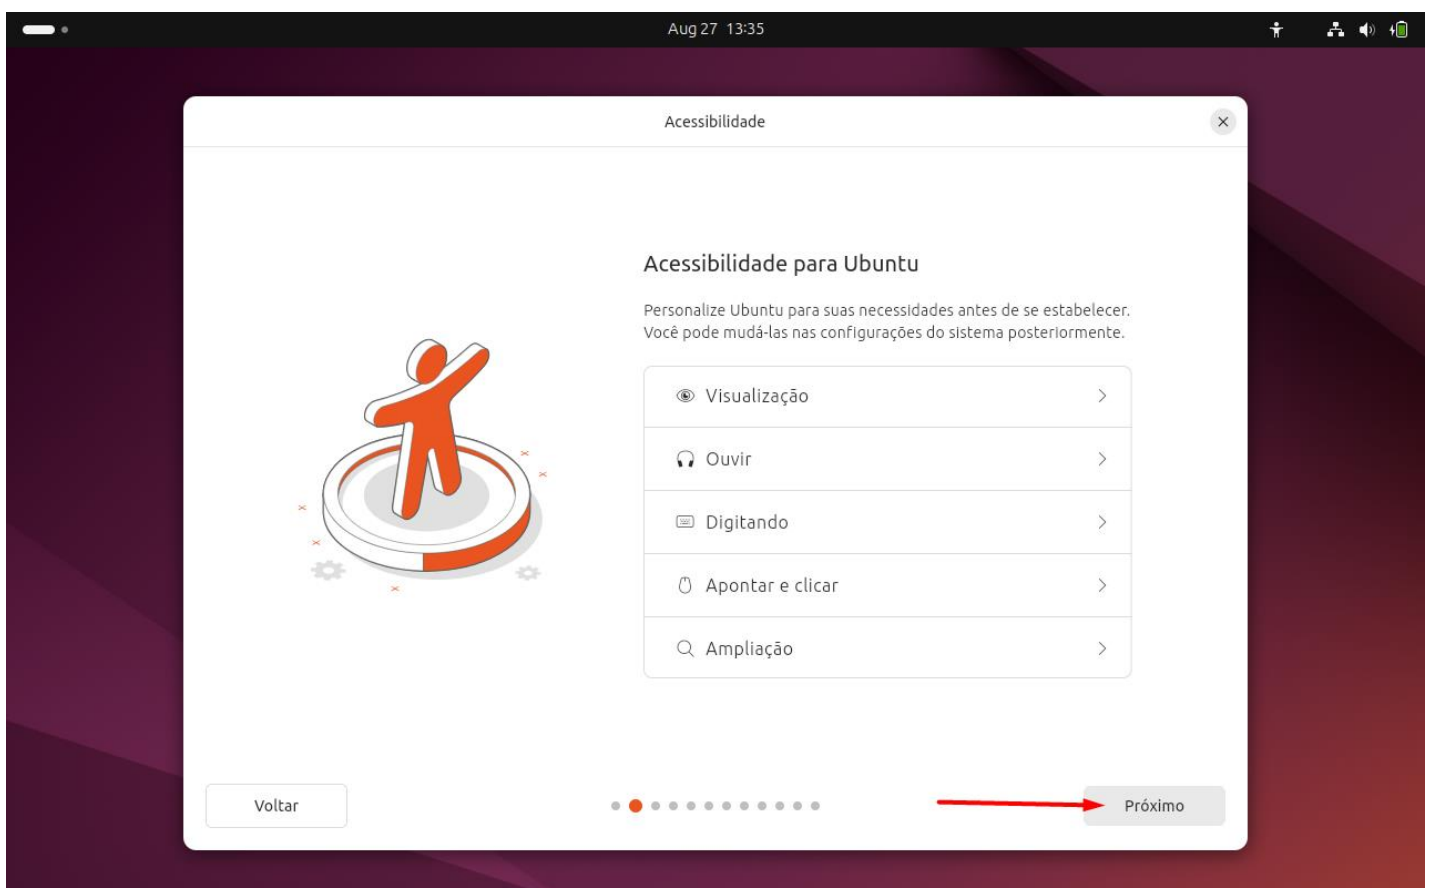 Aug 27 13:35
Acessibilidade
Acessibilidade para Ubuntu
Personalize Ubuntu para suas necessidades antes de se estabelecer.
Você pode mudá-las nas configurações do sistema posteriormente.
Visualização
Ouvir
Digitando
Apontar e clicar
Ampliação
Voltar
Próximo